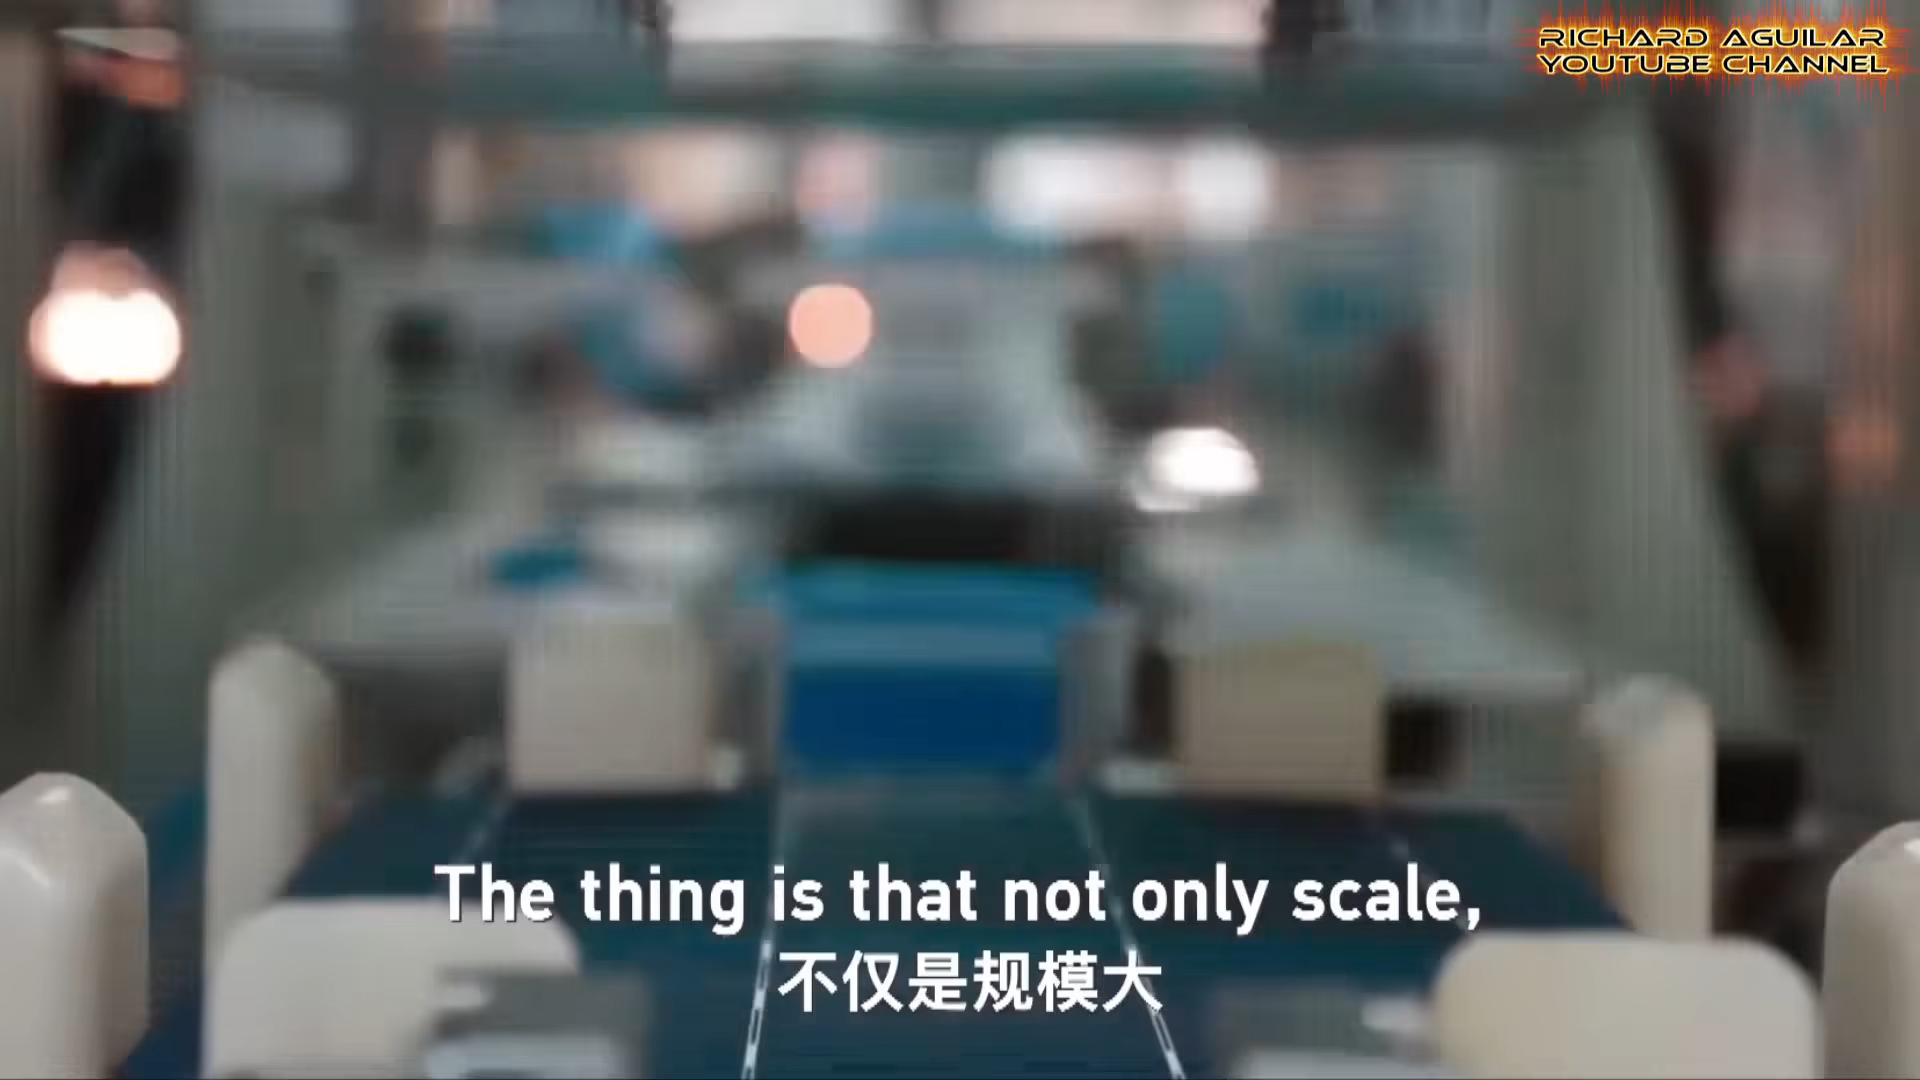 RICHARD AGUILAR
YOUTUBE CHANNEL
The thing is that not only scale,
不仅是规模大